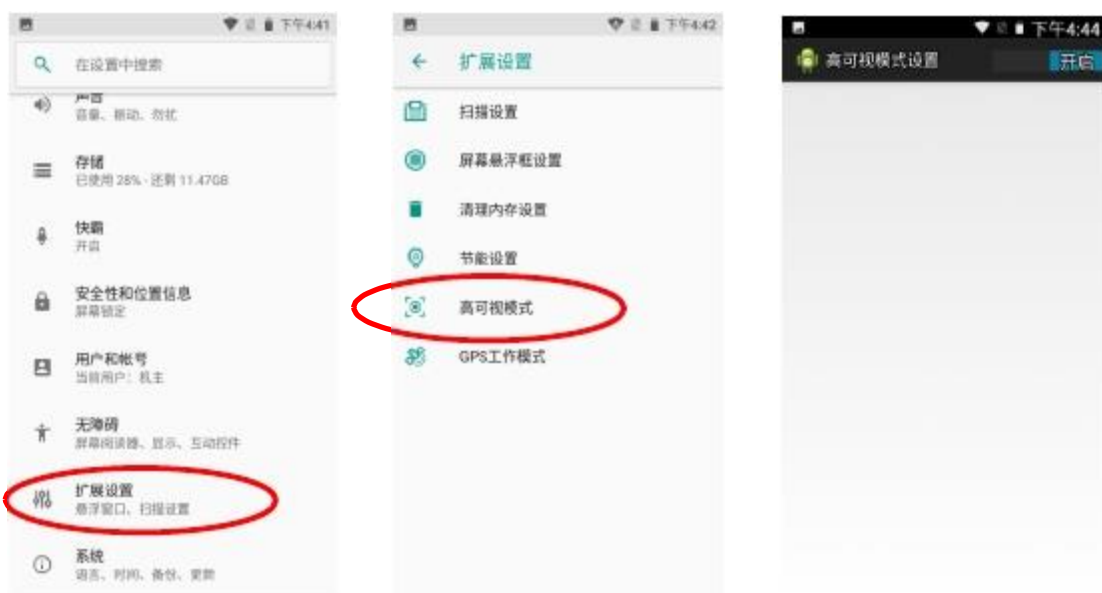 下午4:41
在设置中搜索
声音
音量、振动、勿扰
存储
已使用 28% - 还剩 11.47GB
快霸
开启
安全性和位置信息
屏幕锁定
用户和帐号
当前用户：机主
无障碍
屏幕阅读器、显示、互动控件
扩展设置
悬浮窗口、扫描设置
系统
语言、时间、备份、更新
下午4:42
扩展设置
扫描设置
屏幕悬浮框设置
清理内存设置
节能设置
高可视模式
GPS工作模式
下午4:44
高可视模式设置
开启